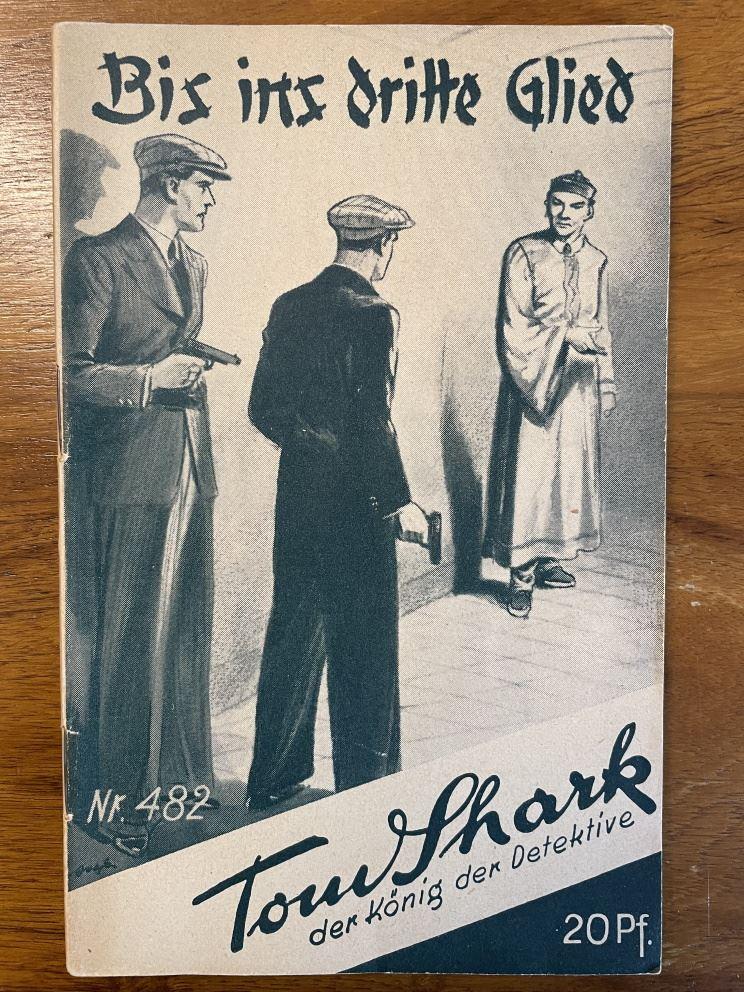 Bis ins dritte Glied
Nr. 482
Tom Shark
der König der Detektive
20 Pf.